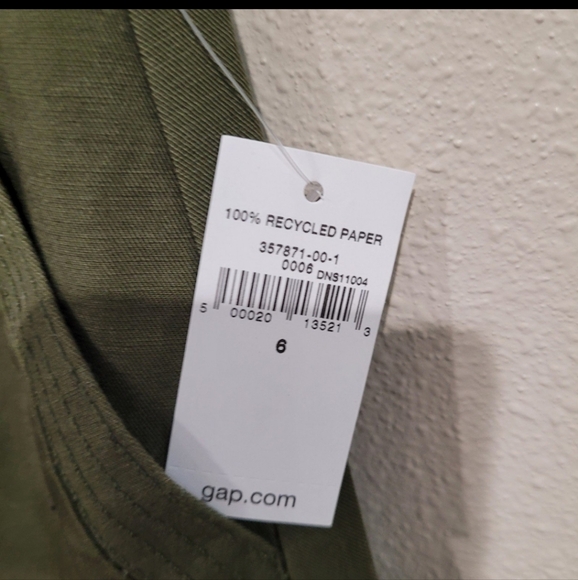 100% RECYCLED PAPER
357871-00-1
0006 DNS11004
5 00020 13521 3
6
gap.com